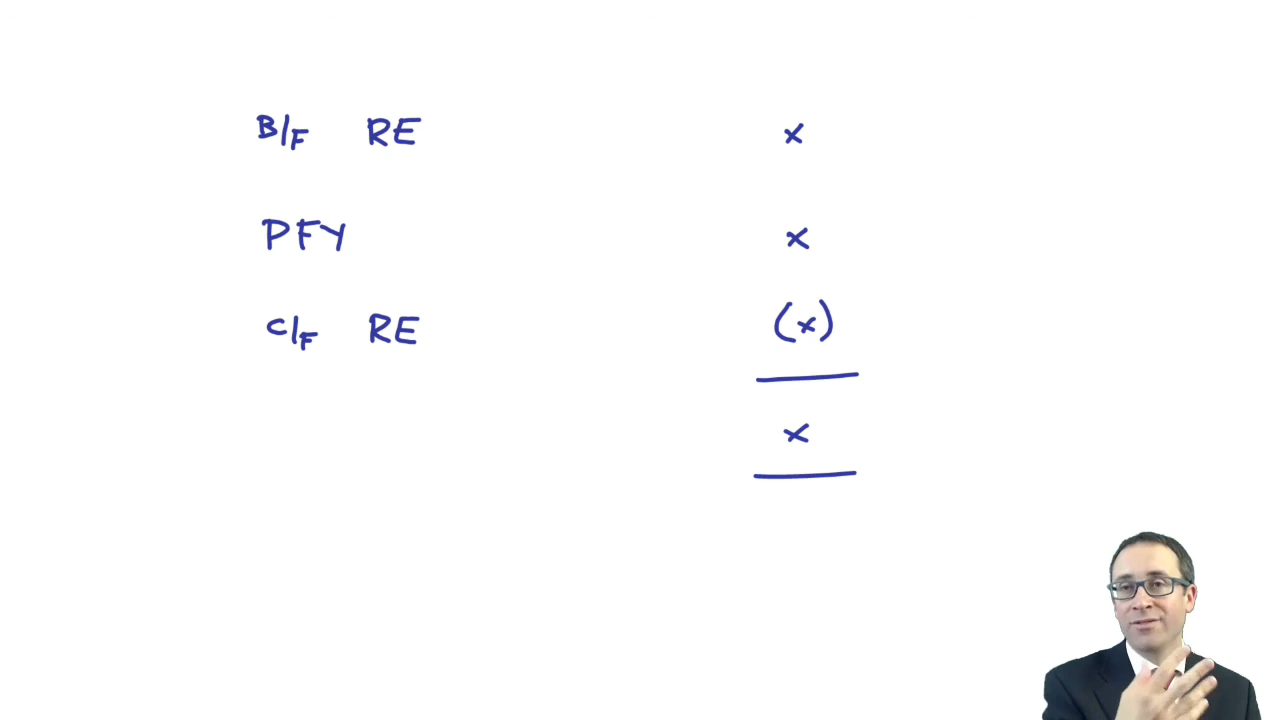 B/F RE x
PFY x
C/F RE (x)
x